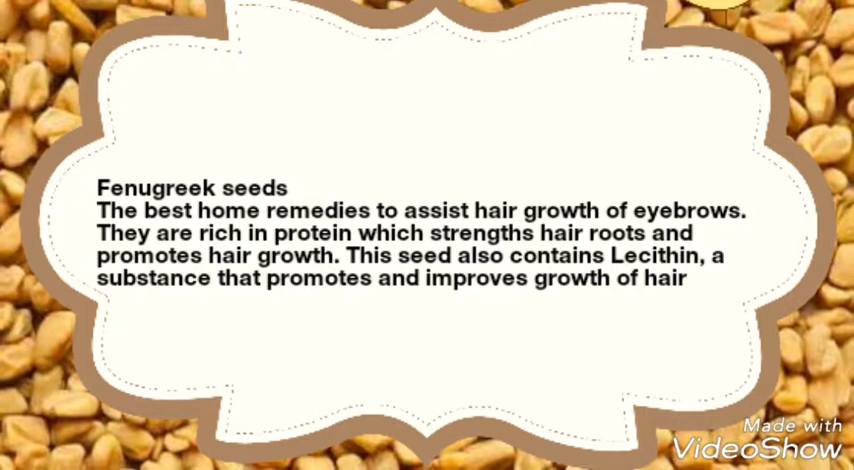 Fenugreek seeds
The best home remedies to assist hair growth of eyebrows.
They are rich in protein which strengths hair roots and
promotes hair growth. This seed also contains Lecithin, a
substance that promotes and improves growth of hair
Made with
VideoShow